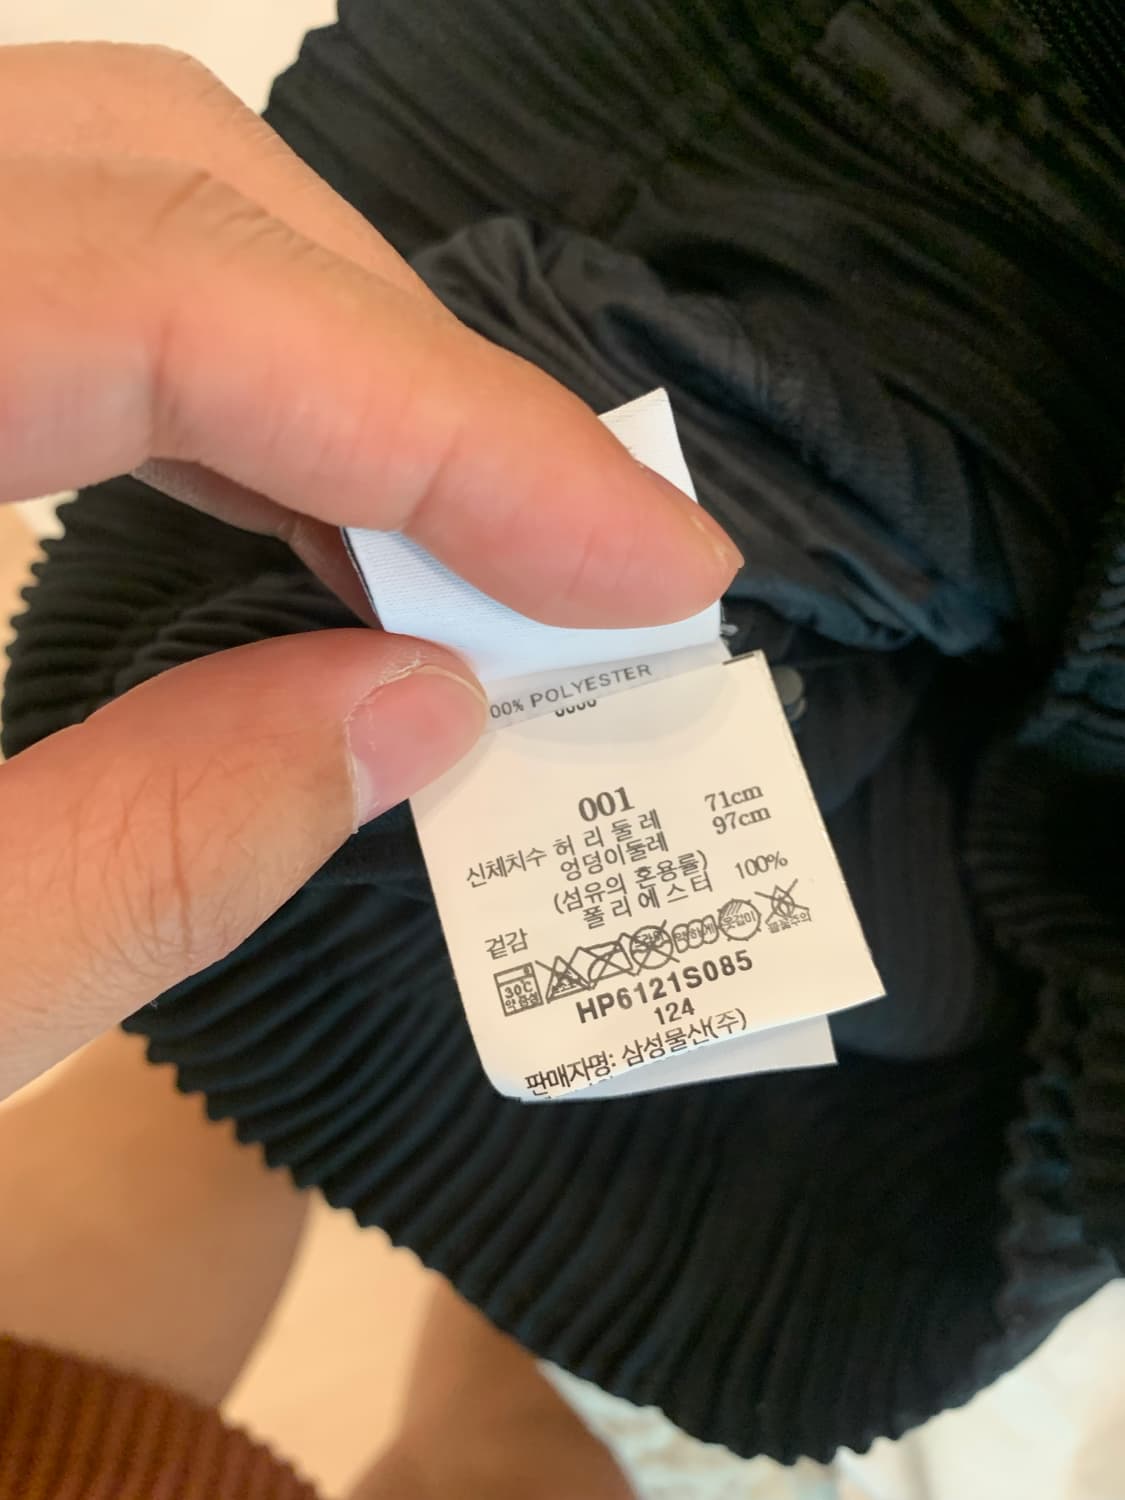 00% POLYESTER
001
신체치수 허 리 둘 레 71cm
엉덩이둘레 97cm
(섬유의 혼용률)
겉감 폴 리 에 스 터 100%
30℃
HP6121S085
124
판매자명: 삼성물산(주)